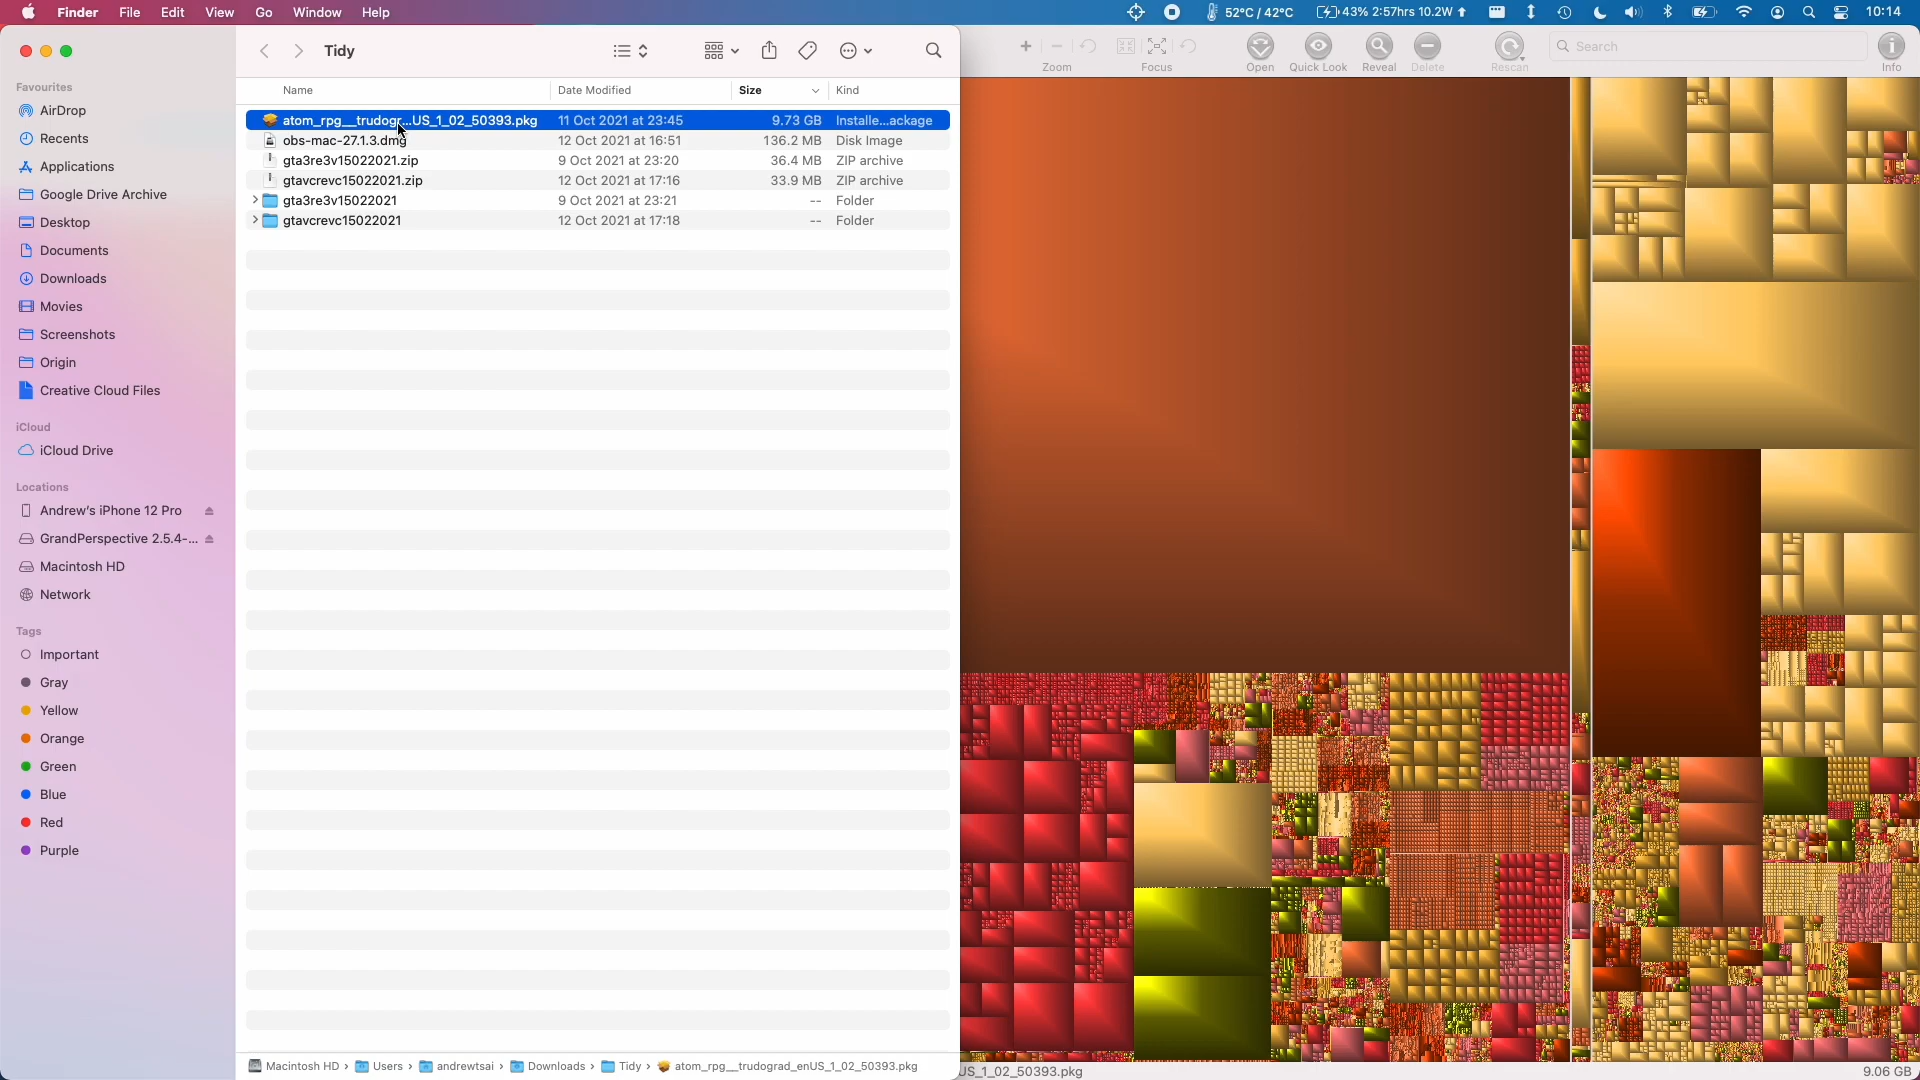 Finder File Edit View Go Window Help
52°C / 42°C 43% 2:57hrs 10.2W 10:14
Tidy
Zoom Focus Open Quick Look Reveal Delete Rescan Search Info
Favourites
AirDrop
Recents
Applications
Google Drive Archive
Desktop
Documents
Downloads
Movies
Screenshots
Origin
Creative Cloud Files
iCloud
iCloud Drive
Locations
Andrew's iPhone 12 Pro
GrandPerspective 2.5.4-...
Macintosh HD
Network
Tags
Important
Gray
Yellow
Orange
Green
Blue
Red
Purple
Name Date Modified Size Kind
atom_rpg__trudogr...US_1_02_50393.pkg 11 Oct 2021 at 23:45 9.73 GB Installe...ackage
obs-mac-27.1.3.dmg 12 Oct 2021 at 16:51 136.2 MB Disk Image
gta3re3v15022021.zip 9 Oct 2021 at 23:20 36.4 MB ZIP archive
gtavcrevc15022021.zip 12 Oct 2021 at 17:16 33.9 MB ZIP archive
gta3re3v15022021 9 Oct 2021 at 23:21 -- Folder
gtavcrevc15022021 12 Oct 2021 at 17:18 -- Folder
Macintosh HD › Users › andrewtsai › Downloads › Tidy › atom_rpg__trudograd_enUS_1_02_50393.pkg
US_1_02_50393.pkg 9.06 GB